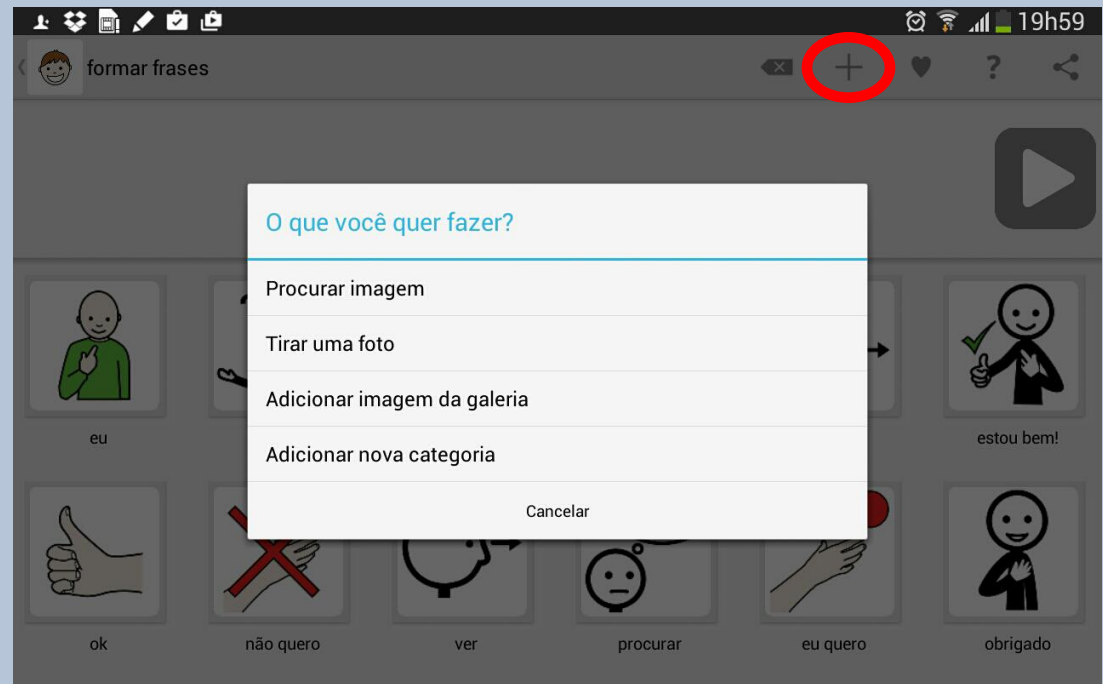 19h59
formar frases
?
O que você quer fazer?
Procurar imagem
Tirar uma foto
Adicionar imagem da galeria
Adicionar nova categoria
Cancelar
eu
estou bem!
ok
não quero
ver
procurar
eu quero
obrigado